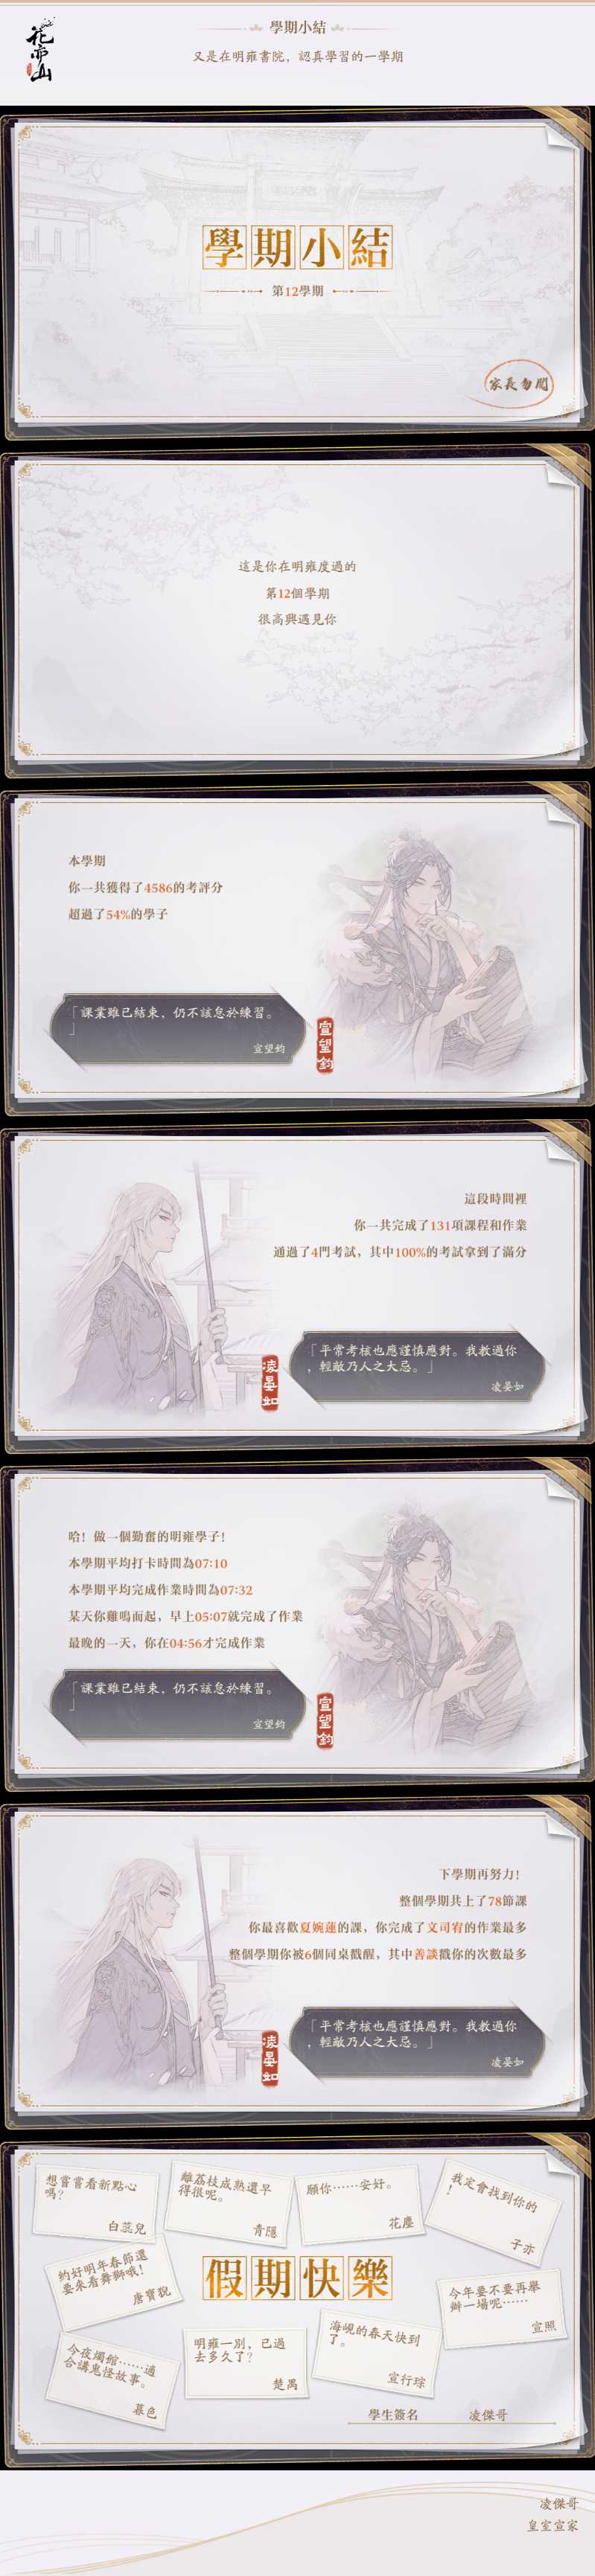 花亦山
學期小結
又是在明雍書院，認真學習的一學期
學期小結
第12學期
家長勿閱
這是你在明雍度過的
第12個學期
很高興遇見你
本學期
你一共獲得了4586的考評分
超過了54%的學子
「課業雖已結束，仍不該怠於練習。
」
宣望鈞
宣望鈞
這段時間裡
你一共完成了131項課程和作業
通過了4門考試，其中100%的考試拿到了滿分
「平常考核也應謹慎應對。我教過你
，輕敵乃人之大忌。」
凌晏如
凌晏如
哈！做一個勤奮的明雍學子！
本學期平均打卡時間為07:10
本學期平均完成作業時間為07:32
某天你雞鳴而起，早上05:07就完成了作業
最晚的一天，你在04:56才完成作業
「課業雖已結束，仍不該怠於練習。
」
宣望鈞
宣望鈞
下學期再努力！
整個學期共上了78節課
你最喜歡夏婉蓮的課，你完成了文司宥的作業最多
整個學期你被6個同桌戳醒，其中善談戳你的次數最多
「平常考核也應謹慎應對。我教過你
，輕敵乃人之大忌。」
凌晏如
凌晏如
想嘗嘗看新點心
嗎？
白蕊兒
離荔枝成熟還早
得很呢。
青隱
願你……安好。
花塵
我定會找到你的
！
子亦
約好明年春節還
要來看舞獅哦！
唐寶猊
假期快樂
今年要不要再舉
辦一場呢……
宣照
今夜燭館……適
合講鬼怪故事。
暮色
明雍一別，已過
去多久了？
楚禺
海峴的春天快到
了。
宣行琮
學生簽名 凌傑哥
凌傑哥
皇室宣家